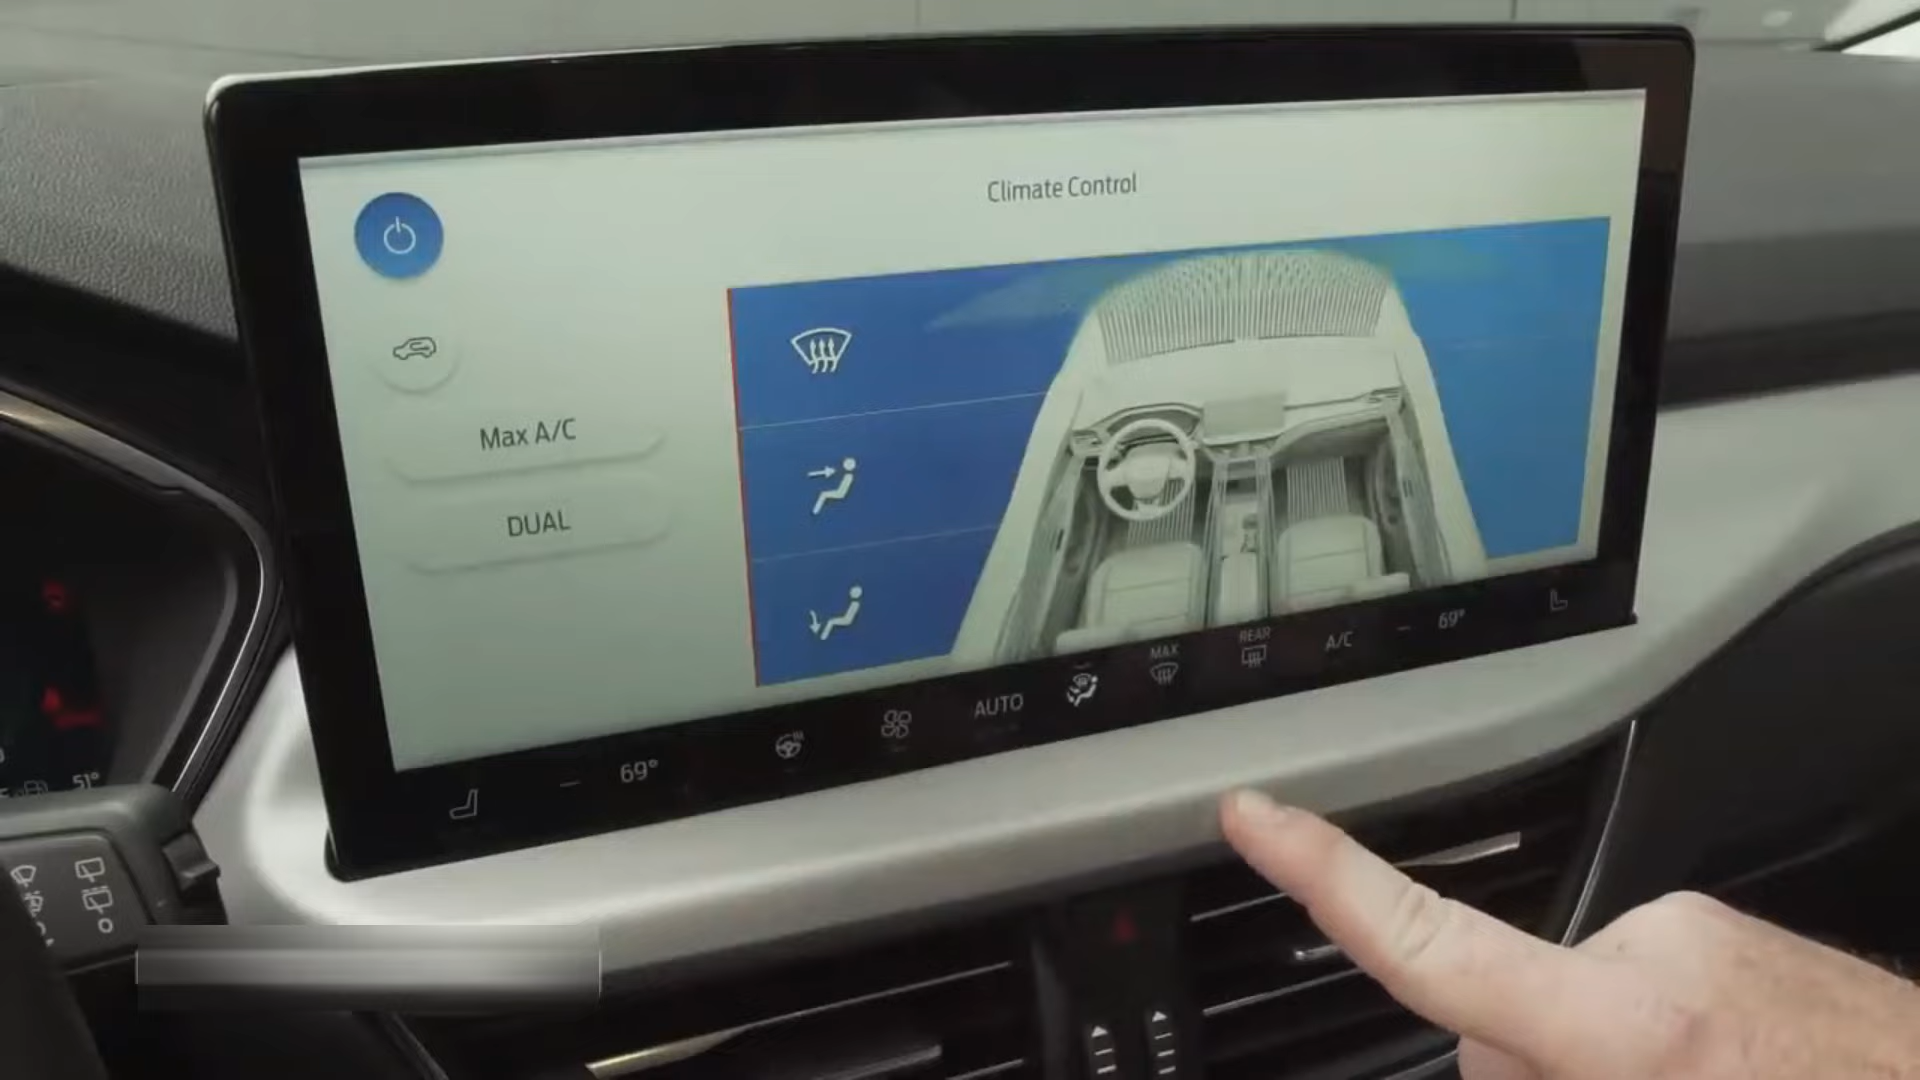 Climate Control
Max A/C
DUAL
69°
AUTO
MAX
REAR
A/C
69°
51°